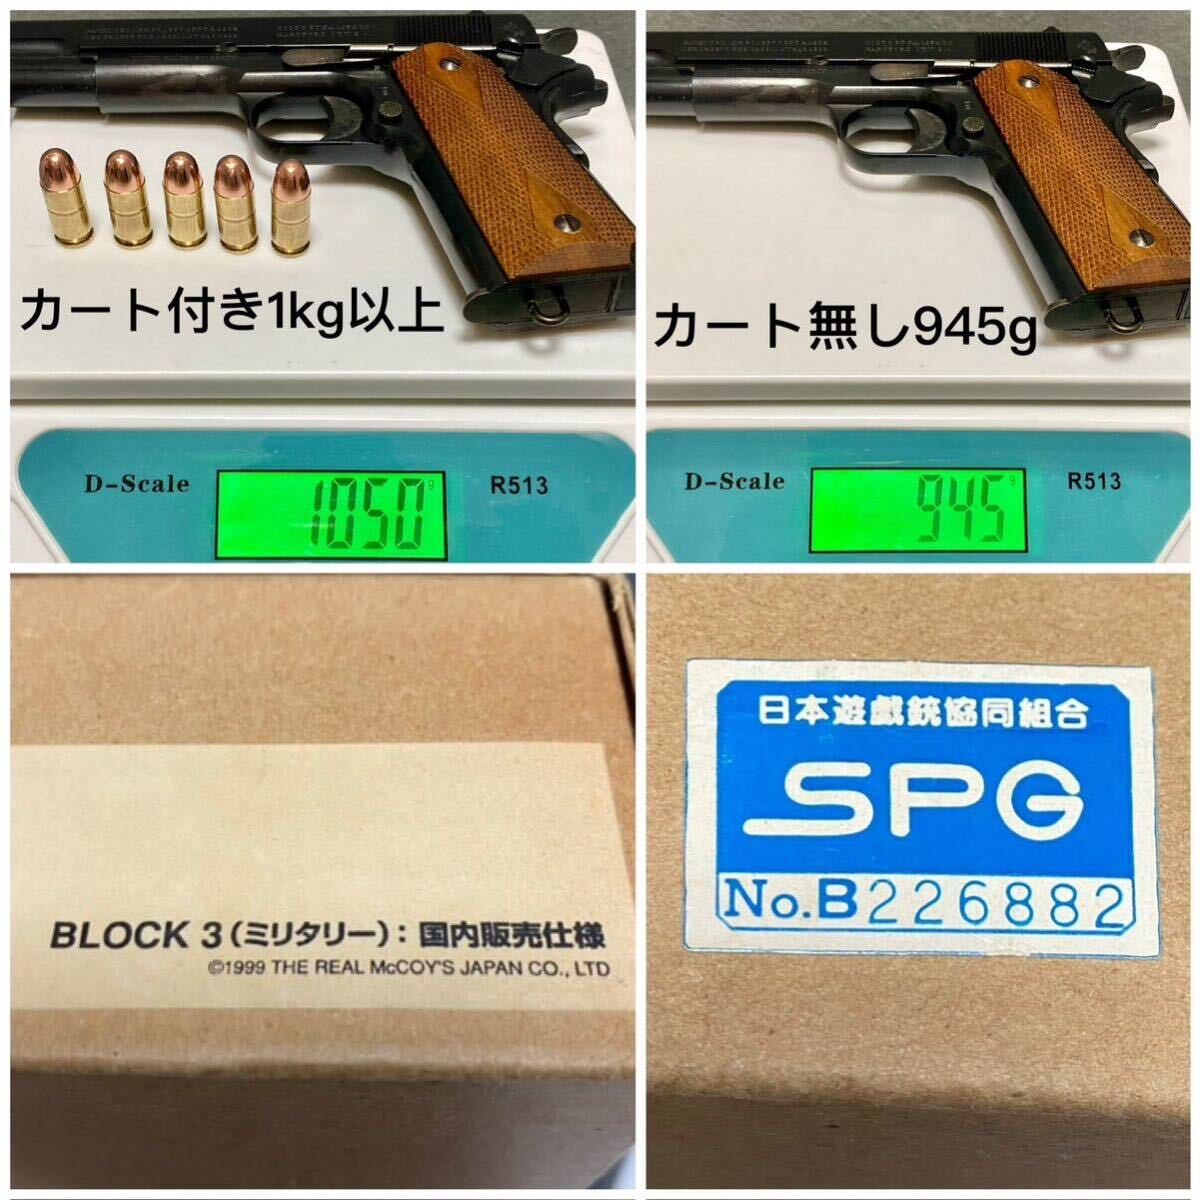 カート付き1kg以上
D-Scale
1050g
R513
カート無し945g
D-Scale
945g
R513
BLOCK 3(ミリタリー):国内販売仕様
©1999 THE REAL McCOY'S JAPAN CO., LTD
日本遊戯銃協同組合
SPG
No.B226882